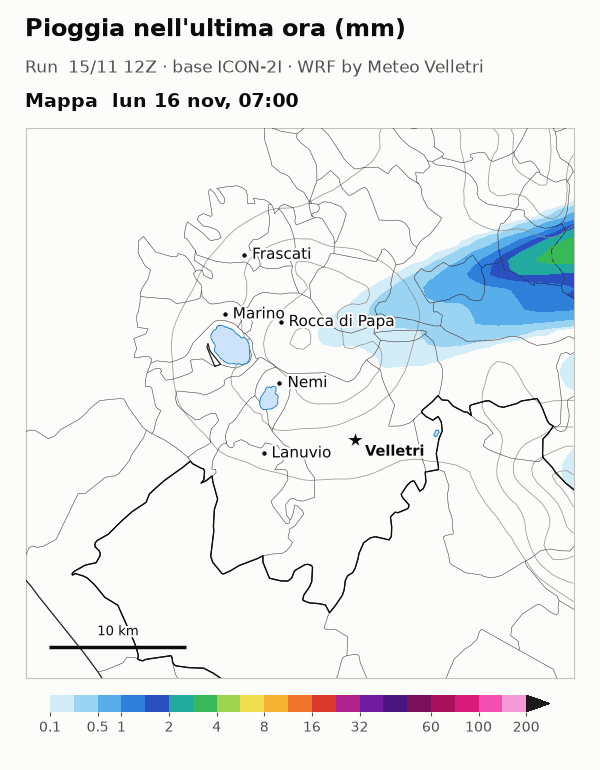 Pioggia nell'ultima ora (mm)
Run  15/11 12Z · base ICON-2I · WRF by Meteo Velletri
Mappa  lun 16 nov, 07:00
Frascati
Marino
Rocca di Papa
Nemi
Velletri
Lanuvio
10 km
0.1 0.5 1 2 4 8 16 32 60 100 200